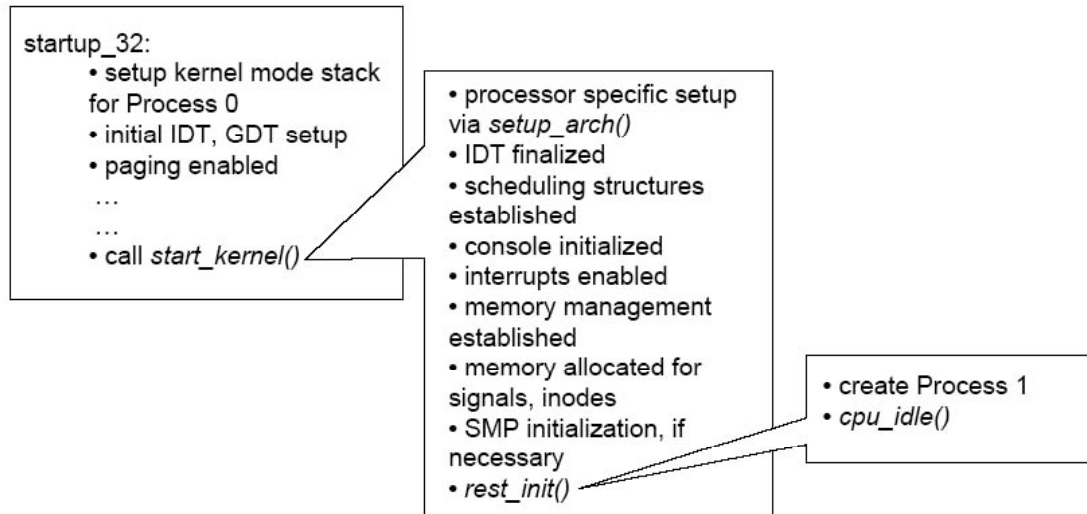 startup_32:
• setup kernel mode stack
for Process 0
• initial IDT, GDT setup
• paging enabled
…
…
• call start_kernel()
• processor specific setup
via setup_arch()
• IDT finalized
• scheduling structures
established
• console initialized
• interrupts enabled
• memory management
established
• memory allocated for
signals, inodes
• SMP initialization, if
necessary
• rest_init()
• create Process 1
• cpu_idle()